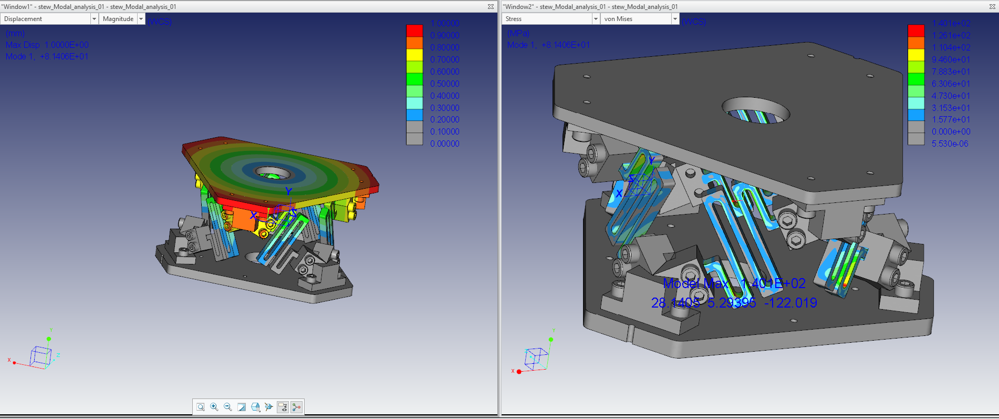 "Window1" - stew_Modal_analysis_01 - stew_Modal_analysis_01
Displacement
Magnitude
(WCS)
(mm)
Max Disp 1.0000E+00
Mode 1, +8.1406E+01
1.00000
0.90000
0.80000
0.70000
0.60000
0.50000
0.40000
0.30000
0.20000
0.10000
0.00000
Y
X
Y
X
Z
"Window2" - stew_Modal_analysis_01 - stew_Modal_analysis_01
Stress
von Mises
(WCS)
(MPa)
Mode 1, +8.1406E+01
1.401e+02
1.261e+02
1.104e+02
9.460e+01
7.883e+01
6.306e+01
4.730e+01
3.153e+01
1.577e+01
0.000e+00
5.530e-06
Y
Z
X
Model Max 1.401E+02
28.1405 5.29395 -122.019
Y
Z
X